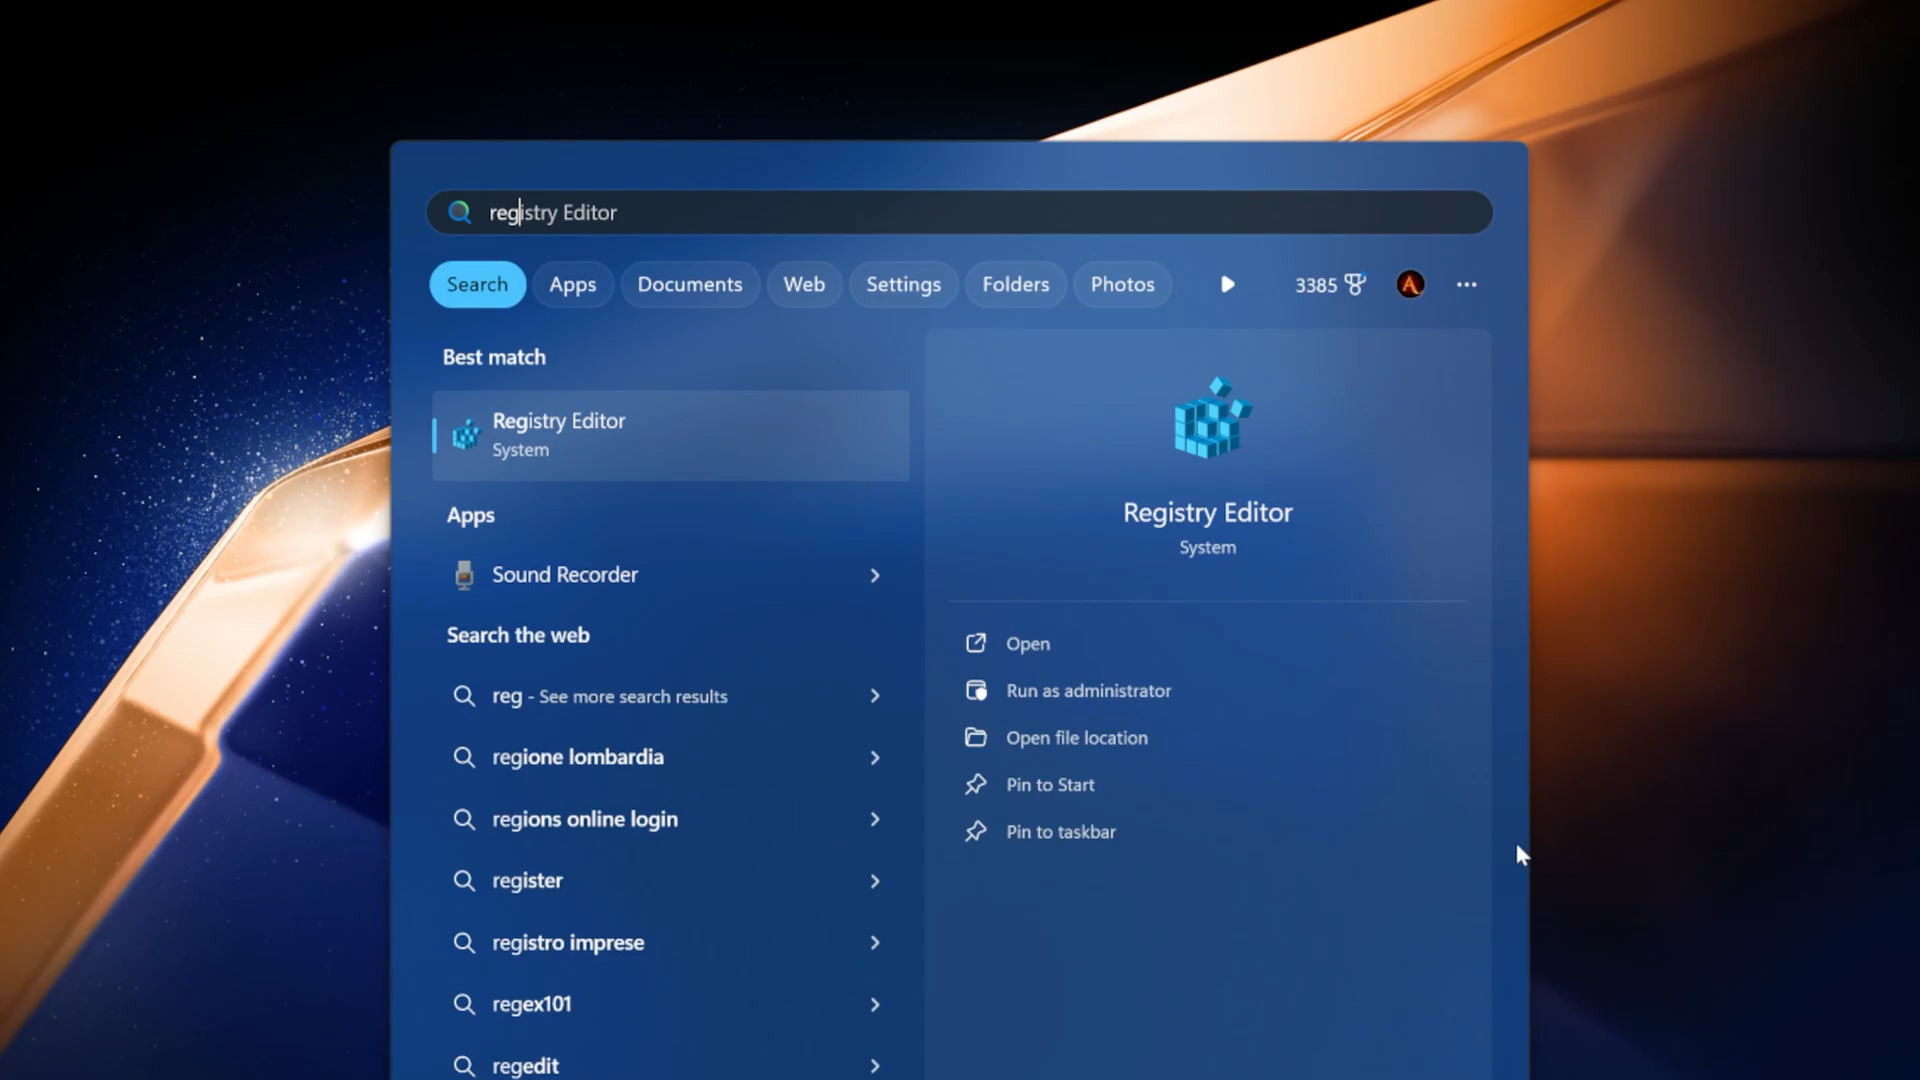 registry Editor
Search Apps Documents Web Settings Folders Photos 3385 A
Best match
Registry Editor
System
Apps
Sound Recorder
Search the web
reg - See more search results
regione lombardia
regions online login
register
registro imprese
regex101
regedit
Registry Editor
System
Open
Run as administrator
Open file location
Pin to Start
Pin to taskbar